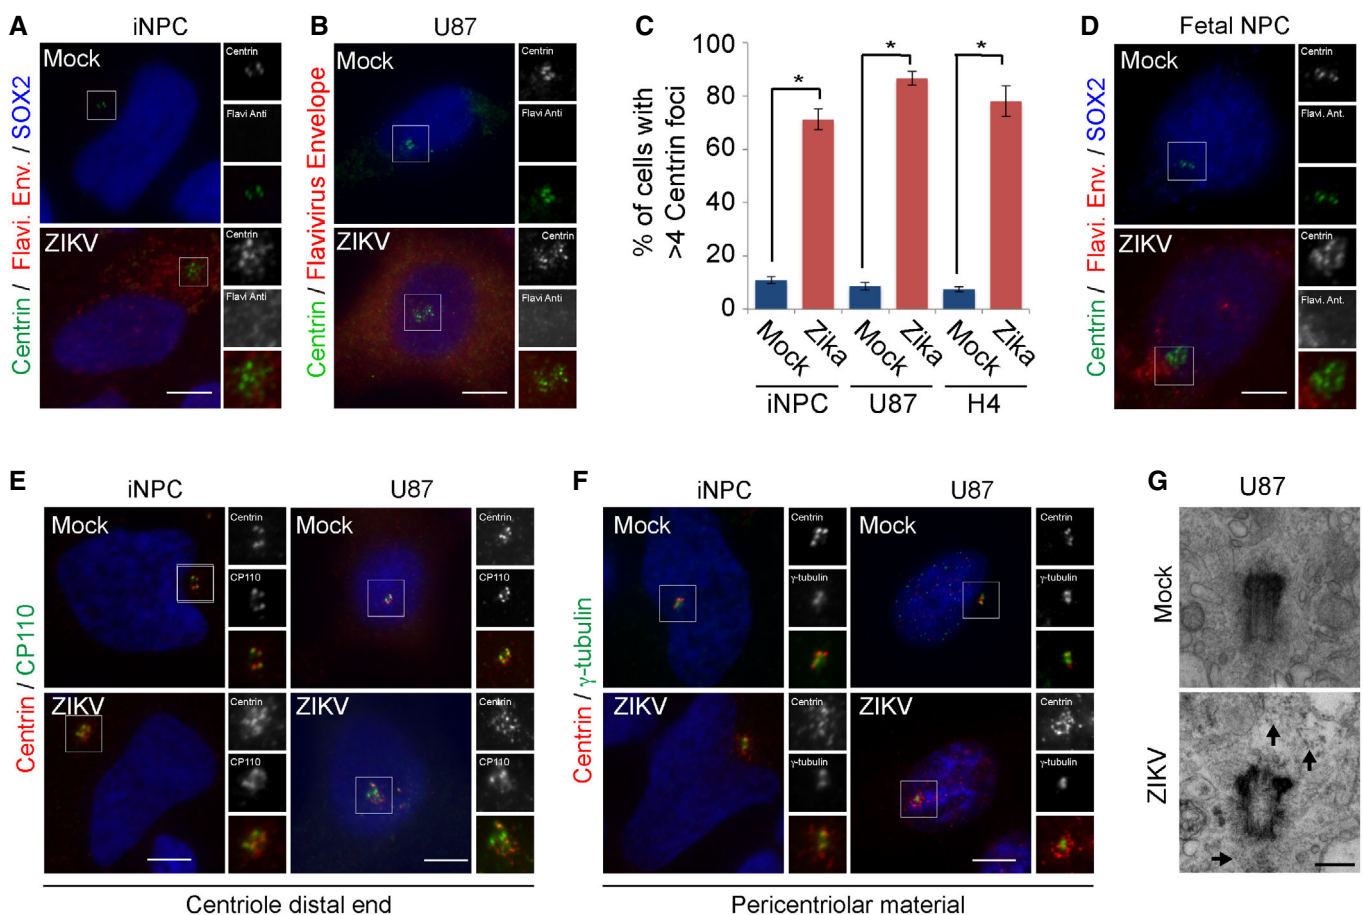 A
iNPC
Centrin / Flavi. Env. / SOX2
Mock
Centrin
Flavi Anti
ZIKV
Centrin
Flavi Anti
B
U87
Centrin / Flavivirus Envelope
Mock
Centrin
Flavi Anti
ZIKV
Centrin
Flavi Anti
C
% of cells with
>4 Centrin foci
100
80
60
40
20
0
*
*
*
Mock
Zika
Mock
Zika
Mock
Zika
iNPC
U87
H4
D
Fetal NPC
Centrin / Flavi. Env. / SOX2
Mock
Centrin
Flavi. Ant.
ZIKV
Centrin
Flavi. Ant.
E
iNPC
U87
Centrin / CP110
Mock
Centrin
CP110
Mock
Centrin
CP110
ZIKV
Centrin
CP110
ZIKV
Centrin
CP110
Centriole distal end
F
iNPC
U87
Centrin / γ-tubulin
Mock
Centrin
γ-tubulin
Mock
Centrin
γ-tubulin
ZIKV
Centrin
γ-tubulin
ZIKV
Centrin
γ-tubulin
Pericentriolar material
G
U87
Mock
ZIKV